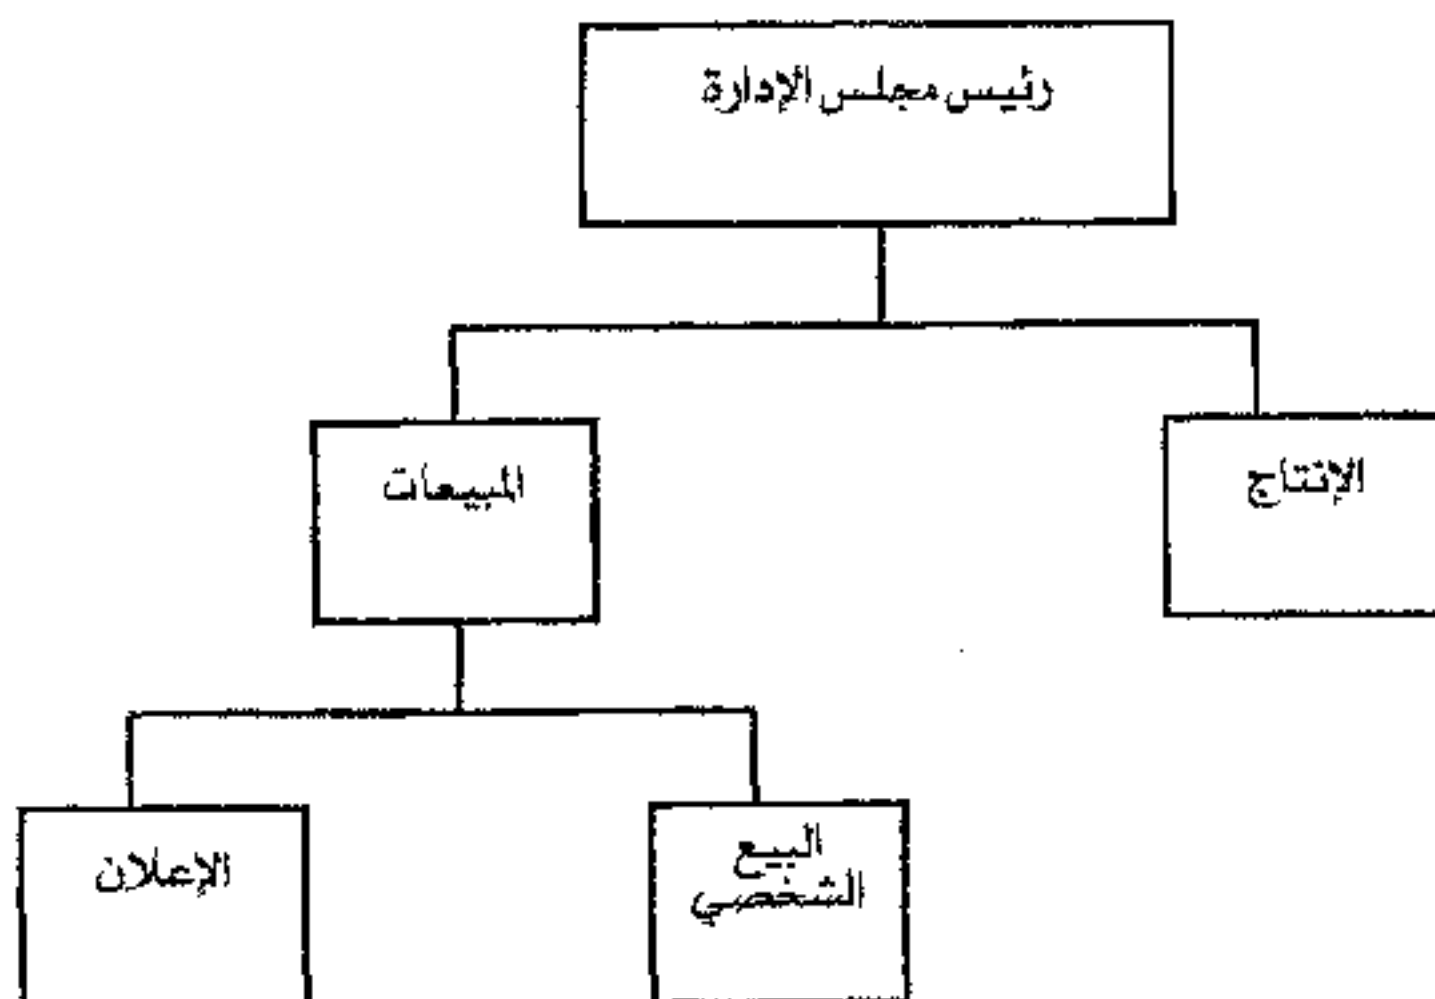 رئيس مجلس الإدارة
الإنتاج
المبيعات
البيع
الشخصي
الإعلان